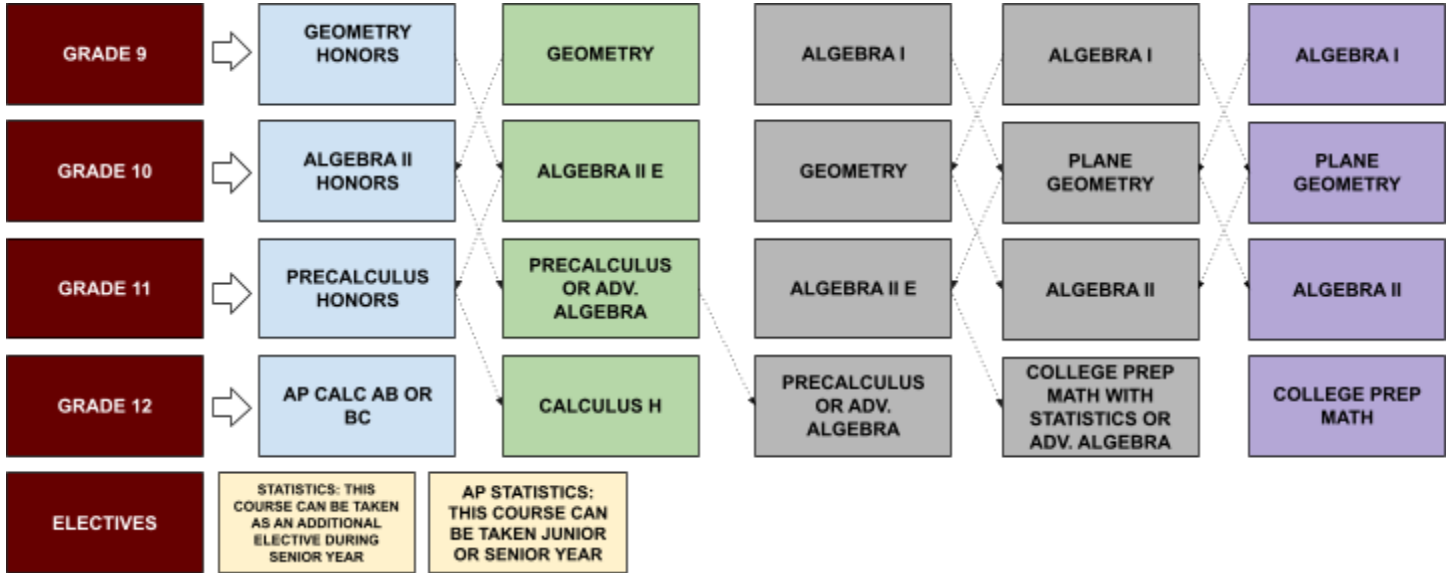 GRADE 9
GEOMETRY
HONORS
GEOMETRY
ALGEBRA I
ALGEBRA I
ALGEBRA I
GRADE 10
ALGEBRA II
HONORS
ALGEBRA II E
GEOMETRY
PLANE
GEOMETRY
PLANE
GEOMETRY
GRADE 11
PRECALCULUS
HONORS
PRECALCULUS
OR ADV.
ALGEBRA
ALGEBRA II E
ALGEBRA II
ALGEBRA II
GRADE 12
AP CALC AB OR
BC
CALCULUS H
PRECALCULUS
OR ADV.
ALGEBRA
COLLEGE PREP
MATH WITH
STATISTICS OR
ADV. ALGEBRA
COLLEGE PREP
MATH
ELECTIVES
STATISTICS: THIS
COURSE CAN BE TAKEN
AS AN ADDITIONAL
ELECTIVE DURING
SENIOR YEAR
AP STATISTICS:
THIS COURSE CAN
BE TAKEN JUNIOR
OR SENIOR YEAR